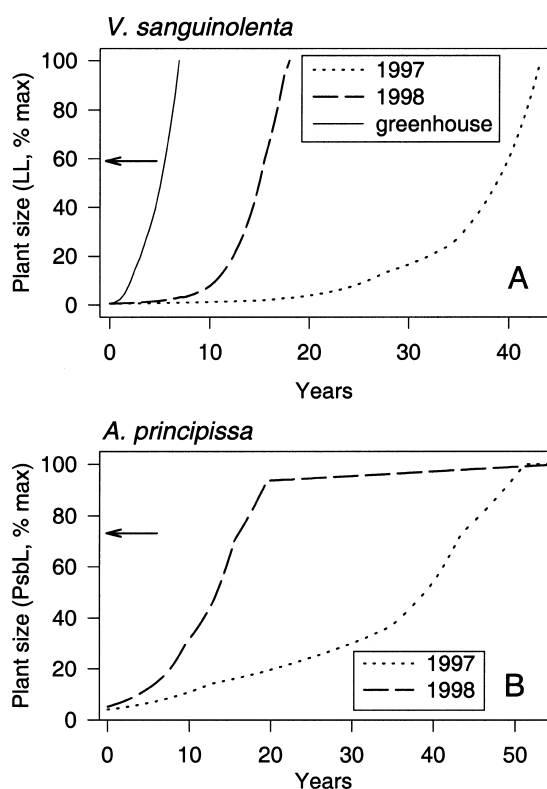 V. sanguinolenta
Plant size (LL, % max)
100
80
60
40
20
0
1997
1998
greenhouse
A
0 10 20 30 40
Years
A. principissa
Plant size (PsbL, % max)
100
80
60
40
20
0
1997
1998
B
0 10 20 30 40 50
Years